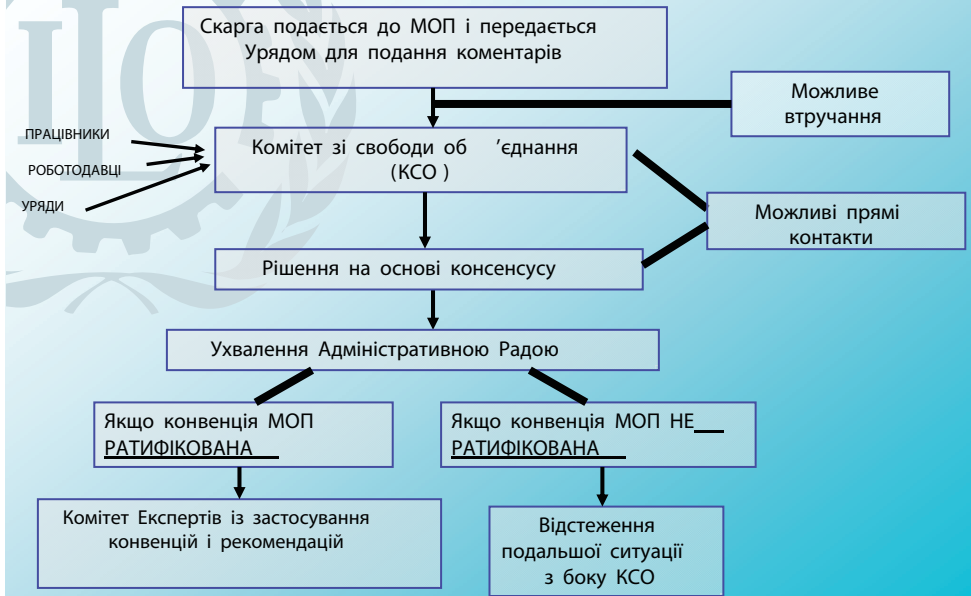 Скарга подається до МОП і передається
Урядом для подання коментарів
Можливе
втручання
ПРАЦІВНИКИ
РОБОТОДАВЦІ
УРЯДИ
Комітет зі свободи об ’єднання
(КСО )
Можливі прямі
контакти
Рішення на основі консенсусу
Ухвалення Адміністративною Радою
Якщо конвенція МОП
РАТИФІКОВАНА
Якщо конвенція МОП НЕ
РАТИФІКОВАНА
Комітет Експертів із застосування
конвенцій і рекомендацій
Відстеження
подальшої ситуації
з боку КСО
ILO